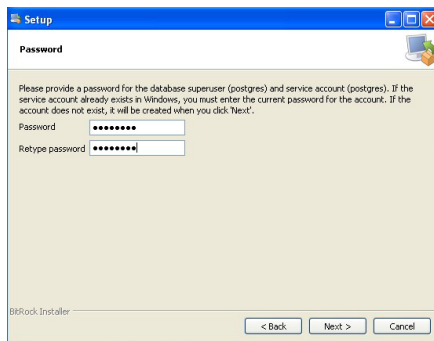 Setup
Password
Please provide a password for the database superuser (postgres) and service account (postgres). If the
service account already exists in Windows, you must enter the current password for the account. If the
account does not exist, it will be created when you click 'Next'.
Password ••••••••
Retype password ••••••••
BitRock Installer
< Back Next > Cancel